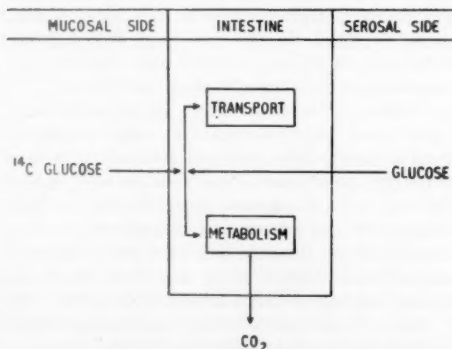 MUCOSAL SIDE INTESTINE SEROSAL SIDE
TRANSPORT
¹⁴C GLUCOSE GLUCOSE
METABOLISM
CO₂